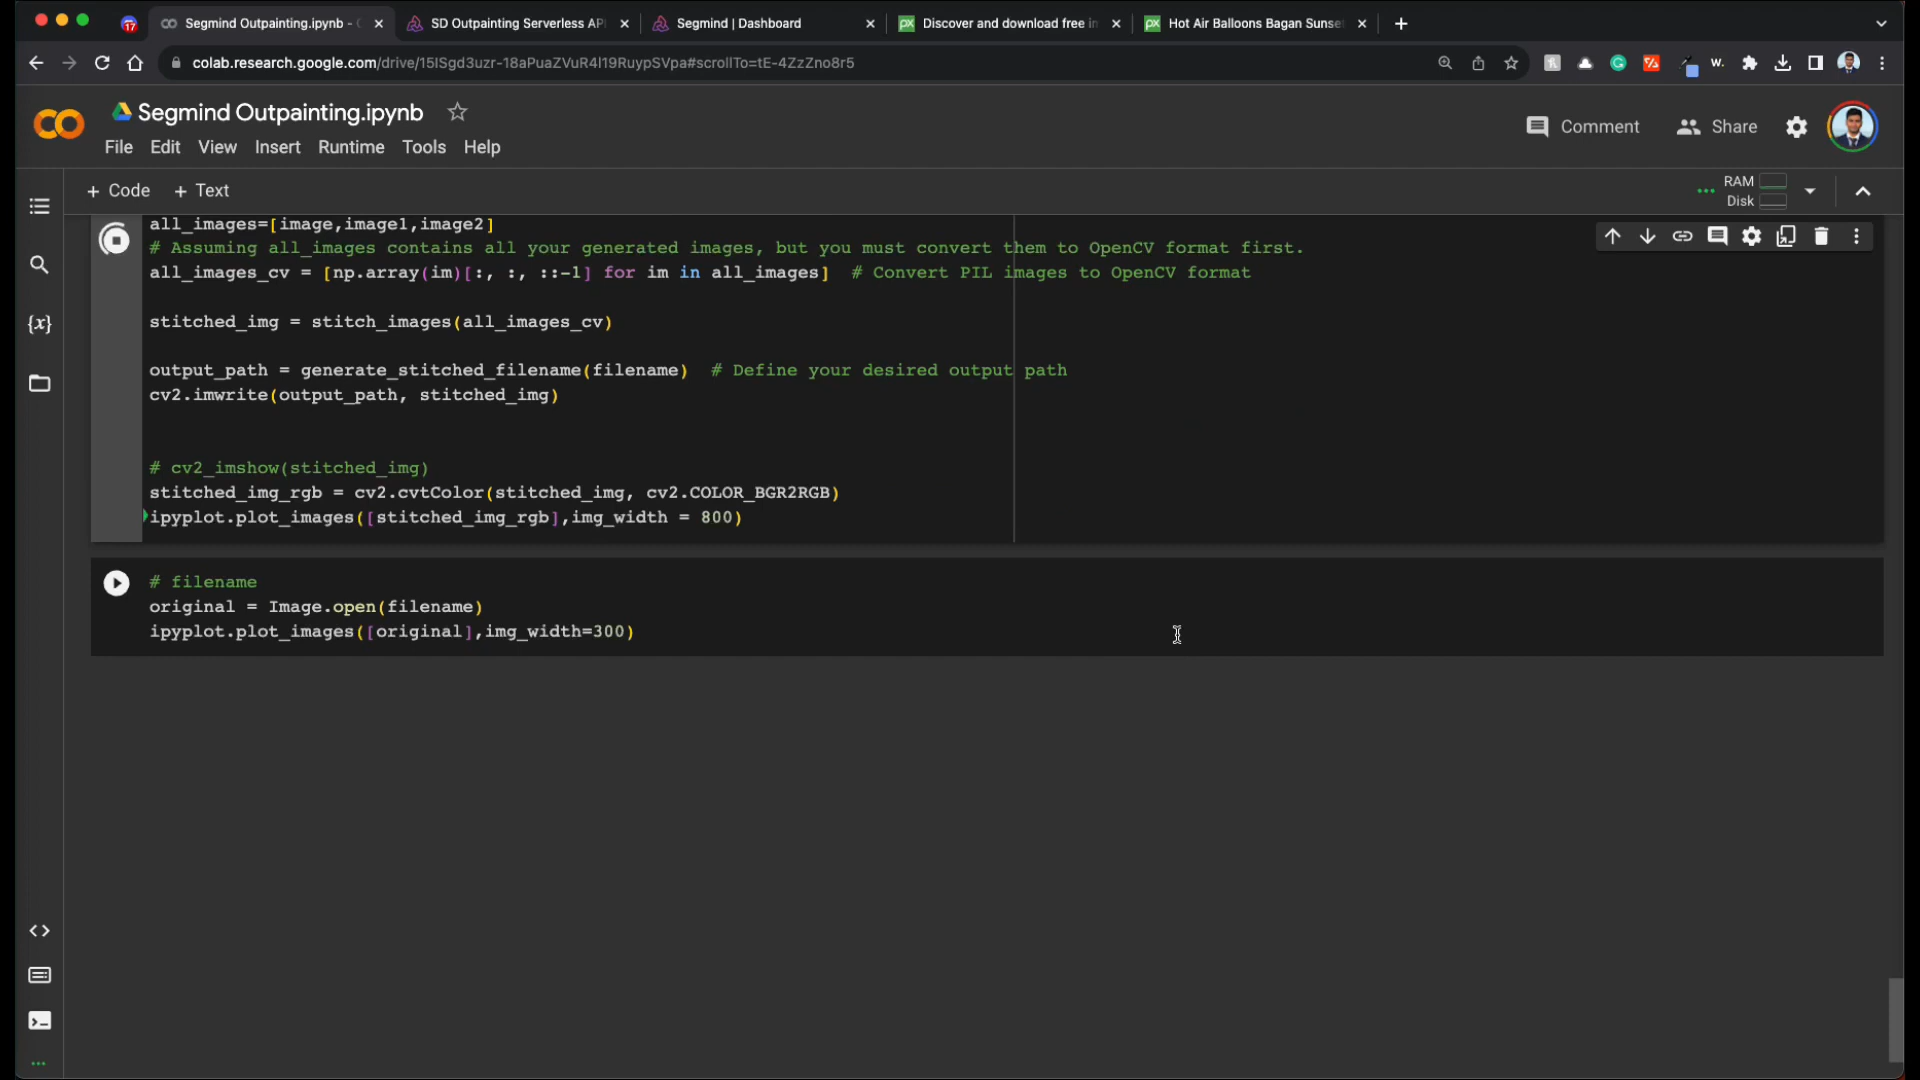 17
Segmind Outpainting.ipynb -
SD Outpainting Serverless AP
Segmind | Dashboard
px
Discover and download free i
px
Hot Air Balloons Bagan Sunse
colab.research.google.com/drive/15ISgd3uzr-18aPuaZVuR4I19RuypSVpa#scrollTo=tE-4ZzZno8r5
w.
Segmind Outpainting.ipynb
Comment
Share
File Edit View Insert Runtime Tools Help
+ Code + Text
RAM
Disk
all_images=[image,image1,image2]
# Assuming all_images contains all your generated images, but you must convert them to OpenCV format first.
all_images_cv = [np.array(im)[:, :, ::-1] for im in all_images]  # Convert PIL images to OpenCV format
stitched_img = stitch_images(all_images_cv)
output_path = generate_stitched_filename(filename)  # Define your desired output path
cv2.imwrite(output_path, stitched_img)
# cv2_imshow(stitched_img)
stitched_img_rgb = cv2.cvtColor(stitched_img, cv2.COLOR_BGR2RGB)
ipyplot.plot_images([stitched_img_rgb],img_width = 800)
# filename
original = Image.open(filename)
ipyplot.plot_images([original],img_width=300)